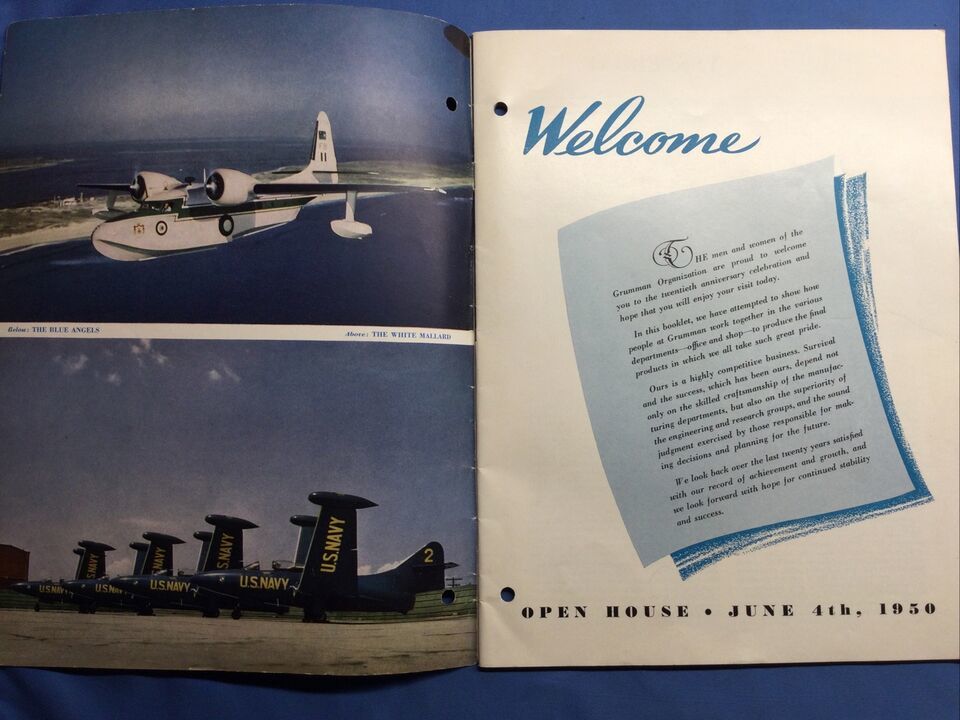 Below: THE BLUE ANGELS
Above: THE WHITE MALLARD
U.S.NAVY
U.S.NAVY
U.S.NAVY
U.S.NAVY
U.S.NAVY
2
Welcome
THE men and women of the
Grumman Organization are proud to welcome
you to the twentieth anniversary celebration and
hope that you will enjoy your visit today.
In this booklet, we have attempted to show how
people at Grumman work together in the various
departments—office and shop—to produce the final
products in which we all take such great pride.
Ours is a highly competitive business. Survival
and the success, which has been ours, depend not
only on the skilled craftsmanship of the manufac-
turing departments, but also on the superiority of
the engineering and research groups, and the sound
judgment exercised by those responsible for mak-
ing decisions and planning for the future.
We look back over the last twenty years satisfied
with our record of achievement and growth, and
we look forward with hope for continued stability
and success.
OPEN HOUSE • JUNE 4th, 1950